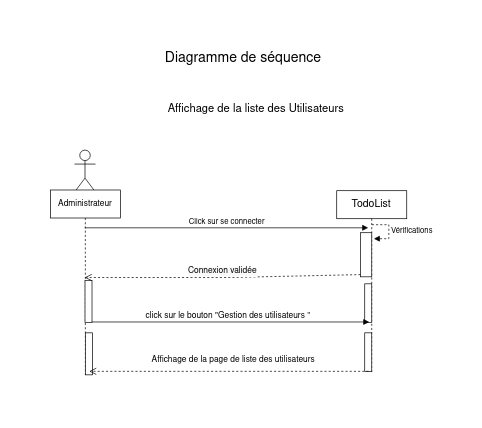 Diagramme de séquence
Affichage de la liste des Utilisateurs
Administrateur
TodoList
Click sur se connecter
Vérifications
Connexion validée
click sur le bouton "Gestion des utilisateurs "
Affichage de la page de liste des utilisateurs